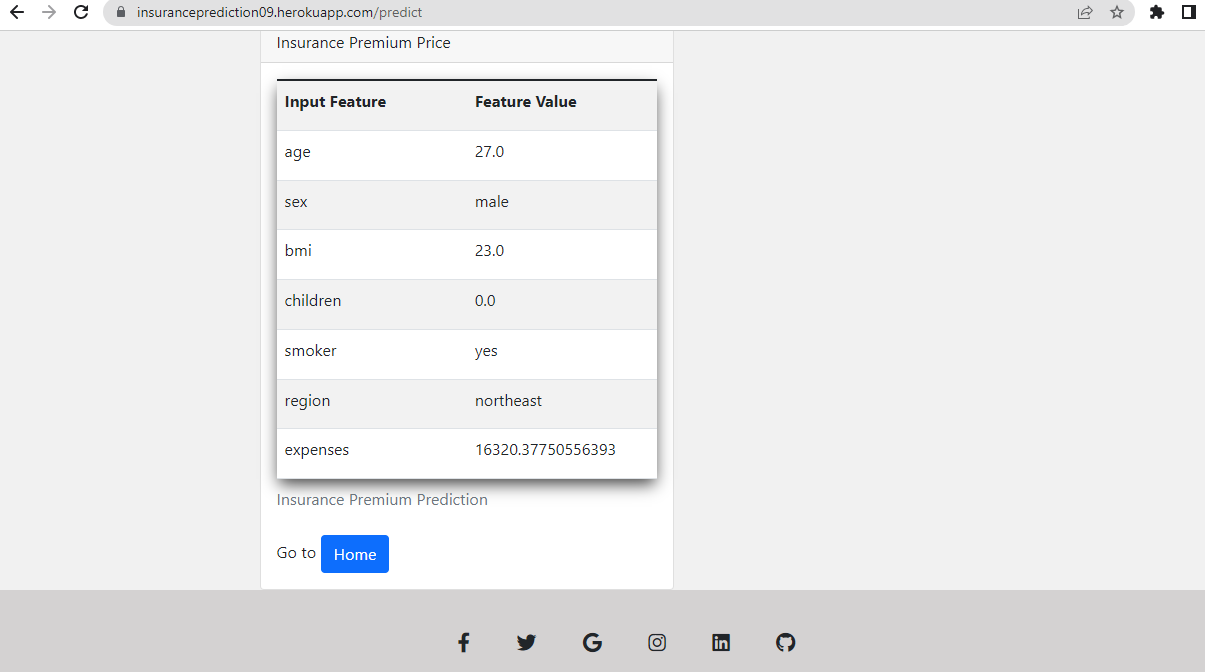 insuranceprediction09.herokuapp.com/predict
Insurance Premium Price
Input Feature Feature Value
age 27.0
sex male
bmi 23.0
children 0.0
smoker yes
region northeast
expenses 16320.37750556393
Insurance Premium Prediction
Go to Home